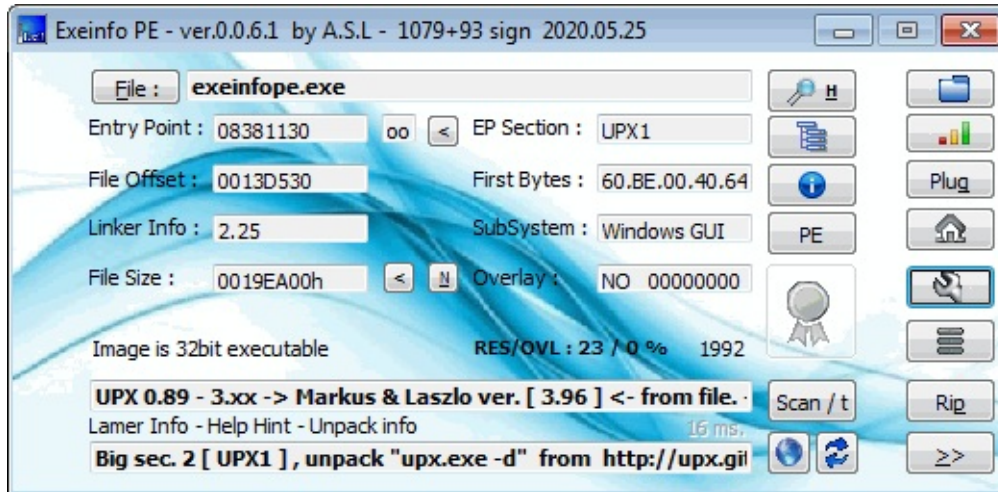 Exeinfo PE - ver.0.0.6.1 by A.S.L - 1079+93 sign 2020.05.25
File : exeinfope.exe H
Entry Point : 08381130 oo < EP Section : UPX1
File Offset : 0013D530 First Bytes : 60.BE.00.40.64 Plug
Linker Info : 2.25 SubSystem : Windows GUI PE
File Size : 0019EA00h < N Overlay : NO 00000000
Image is 32bit executable RES/OVL : 23 / 0 % 1992
UPX 0.89 - 3.xx -> Markus & Laszlo ver. [ 3.96 ] <- from file. - Scan / t Rip
Lamer Info - Help Hint - Unpack info 16 ms.
Big sec. 2 [ UPX1 ] , unpack "upx.exe -d" from http://upx.git >>